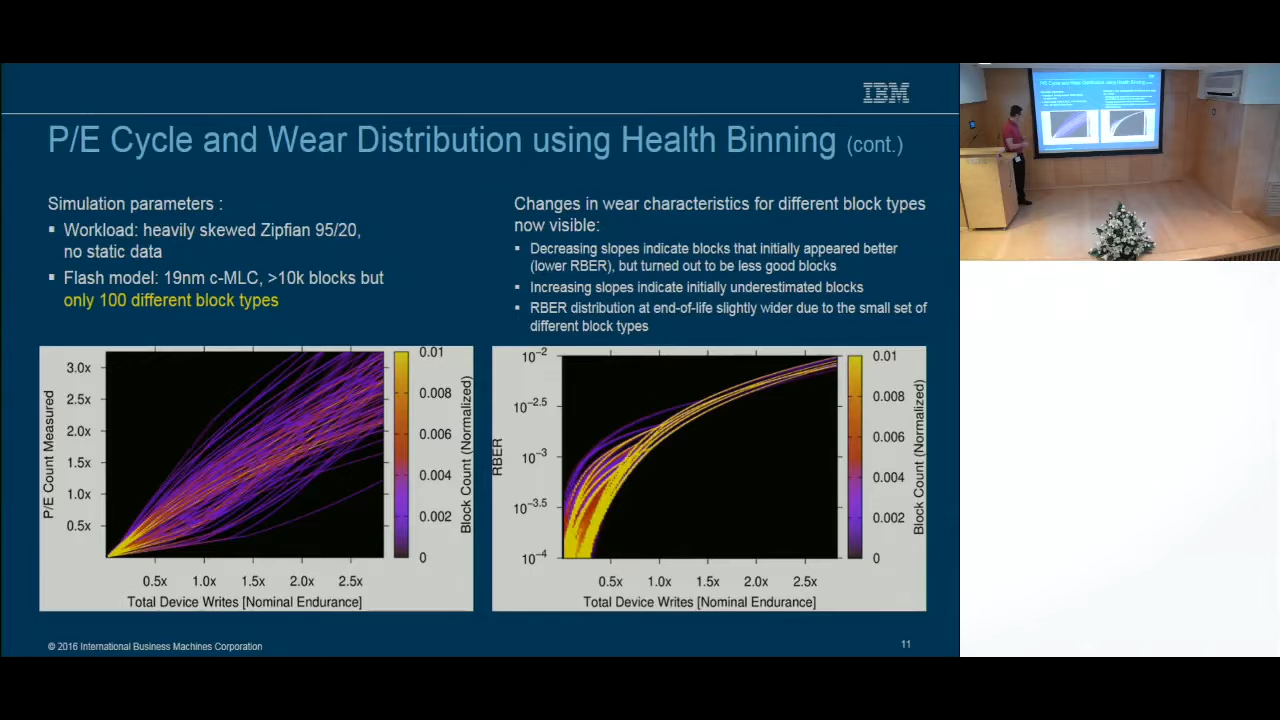 IBM
P/E Cycle and Wear Distribution using Health Binning (cont.)
Simulation parameters :
▪ Workload: heavily skewed Zipfian 95/20,
no static data
▪ Flash model: 19nm c-MLC, >10k blocks but
only 100 different block types
Changes in wear characteristics for different block types
now visible:
▪ Decreasing slopes indicate blocks that initially appeared better
(lower RBER), but turned out to be less good blocks
▪ Increasing slopes indicate initially underestimated blocks
▪ RBER distribution at end-of-life slightly wider due to the small set of
different block types
P/E Count Measured
3.0x
2.5x
2.0x
1.5x
1.0x
0.5x
0.5x 1.0x 1.5x 2.0x 2.5x
Total Device Writes [Nominal Endurance]
0.01
0.008
0.006
0.004
0.002
0
Block Count (Normalized)
RBER
10^-2
10^-2.5
10^-3
10^-3.5
10^-4
0.5x 1.0x 1.5x 2.0x 2.5x
Total Device Writes [Nominal Endurance]
0.01
0.008
0.006
0.004
0.002
0
Block Count (Normalized)
© 2016 International Business Machines Corporation
11
P/E Cycle and Wear Distribution using Health Binning